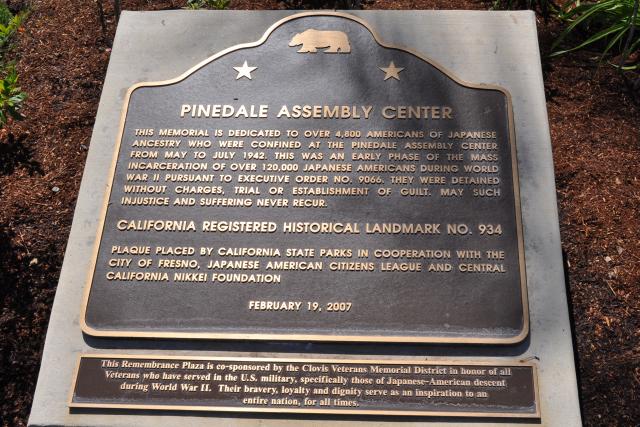 PINEDALE ASSEMBLY CENTER
THIS MEMORIAL IS DEDICATED TO OVER 4,800 AMERICANS OF JAPANESE
ANCESTRY WHO WERE CONFINED AT THE PINEDALE ASSEMBLY CENTER
FROM MAY TO JULY 1942. THIS WAS AN EARLY PHASE OF THE MASS
INCARCERATION OF OVER 120,000 JAPANESE AMERICANS DURING WORLD
WAR II PURSUANT TO EXECUTIVE ORDER NO. 9066. THEY WERE DETAINED
WITHOUT CHARGES, TRIAL OR ESTABLISHMENT OF GUILT. MAY SUCH
INJUSTICE AND SUFFERING NEVER RECUR.
CALIFORNIA REGISTERED HISTORICAL LANDMARK NO. 934
PLAQUE PLACED BY CALIFORNIA STATE PARKS IN COOPERATION WITH THE
CITY OF FRESNO, JAPANESE AMERICAN CITIZENS LEAGUE AND CENTRAL
CALIFORNIA NIKKEI FOUNDATION
FEBRUARY 19, 2007
This Remembrance Plaza is co-sponsored by the Clovis Veterans Memorial District in honor of all
Veterans who have served in the U.S. military, specifically those of Japanese-American descent
during World War II. Their bravery, loyalty and dignity serve as an inspiration to an
entire nation, for all times.